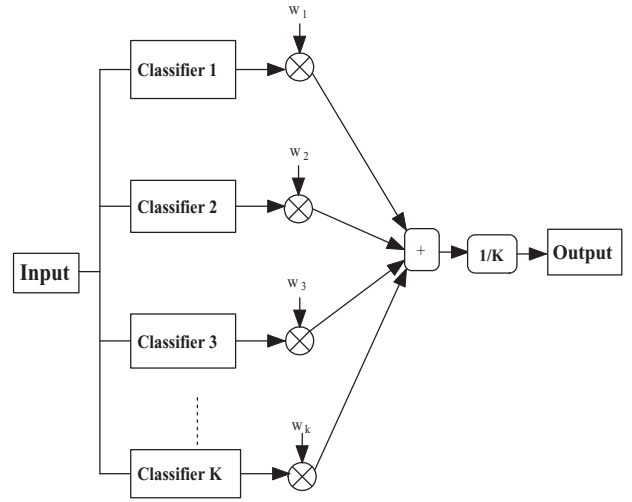 w1
Classifier 1
w2
Classifier 2
Input
+
1/K
Output
w3
Classifier 3
wk
Classifier K